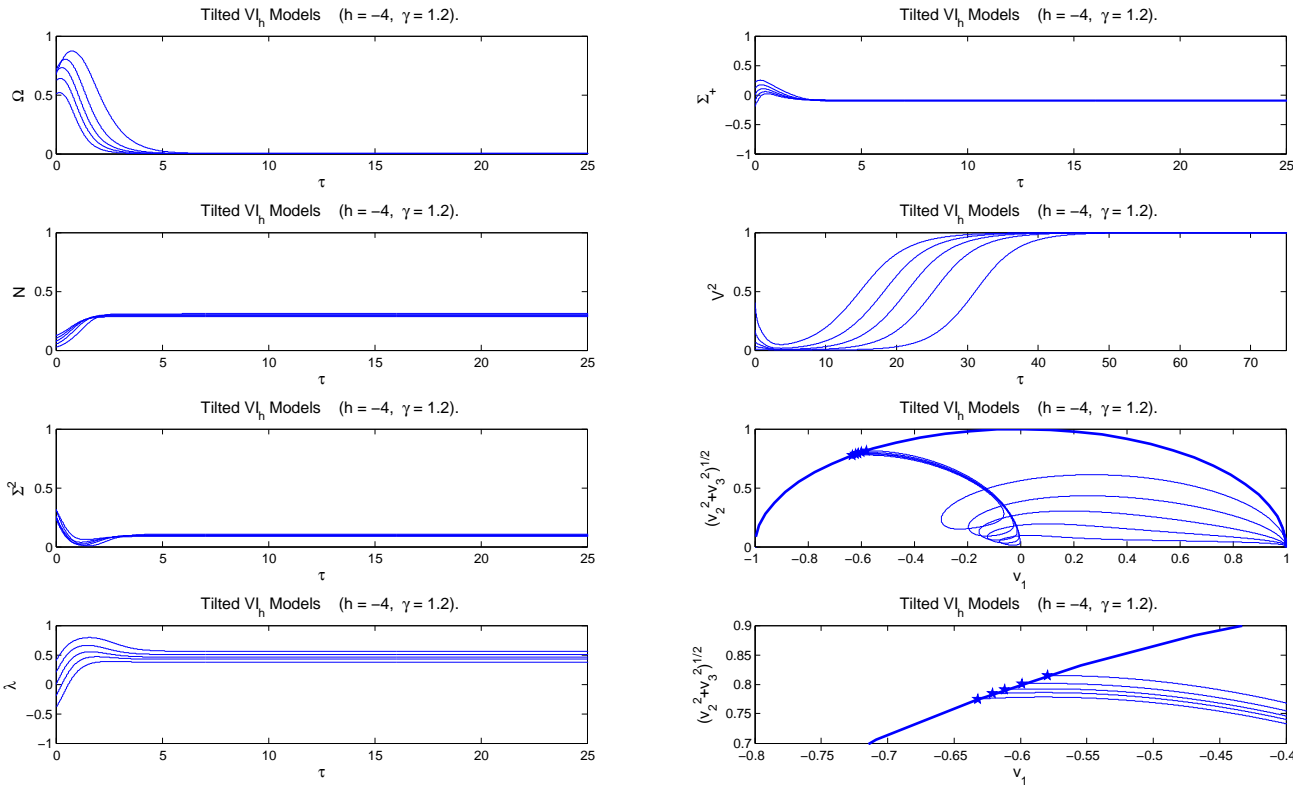 Tilted VI_h Models (h = −4, γ = 1.2).
1
0.5
0
Ω
0 5 10 15 20 25
τ
Tilted VI_h Models (h = −4, γ = 1.2).
1
0.5
0
−0.5
−1
Σ_+
0 5 10 15 20 25
τ
Tilted VI_h Models (h = −4, γ = 1.2).
1
0.5
0
N
0 5 10 15 20 25
τ
Tilted VI_h Models (h = −4, γ = 1.2).
1
0.5
0
V^2
0 10 20 30 40 50 60 70
τ
Tilted VI_h Models (h = −4, γ = 1.2).
1
0.5
0
Σ^2
0 5 10 15 20 25
τ
Tilted VI_h Models (h = −4, γ = 1.2).
1
0.5
0
(v_2^2+v_3^2)^{1/2}
−1 −0.8 −0.6 −0.4 −0.2 0 0.2 0.4 0.6 0.8 1
v_1
Tilted VI_h Models (h = −4, γ = 1.2).
1
0.5
0
−0.5
−1
λ
0 5 10 15 20 25
τ
Tilted VI_h Models (h = −4, γ = 1.2).
0.9
0.85
0.8
0.75
0.7
(v_2^2+v_3^2)^{1/2}
−0.8 −0.75 −0.7 −0.65 −0.6 −0.55 −0.5 −0.45 −0.4
v_1